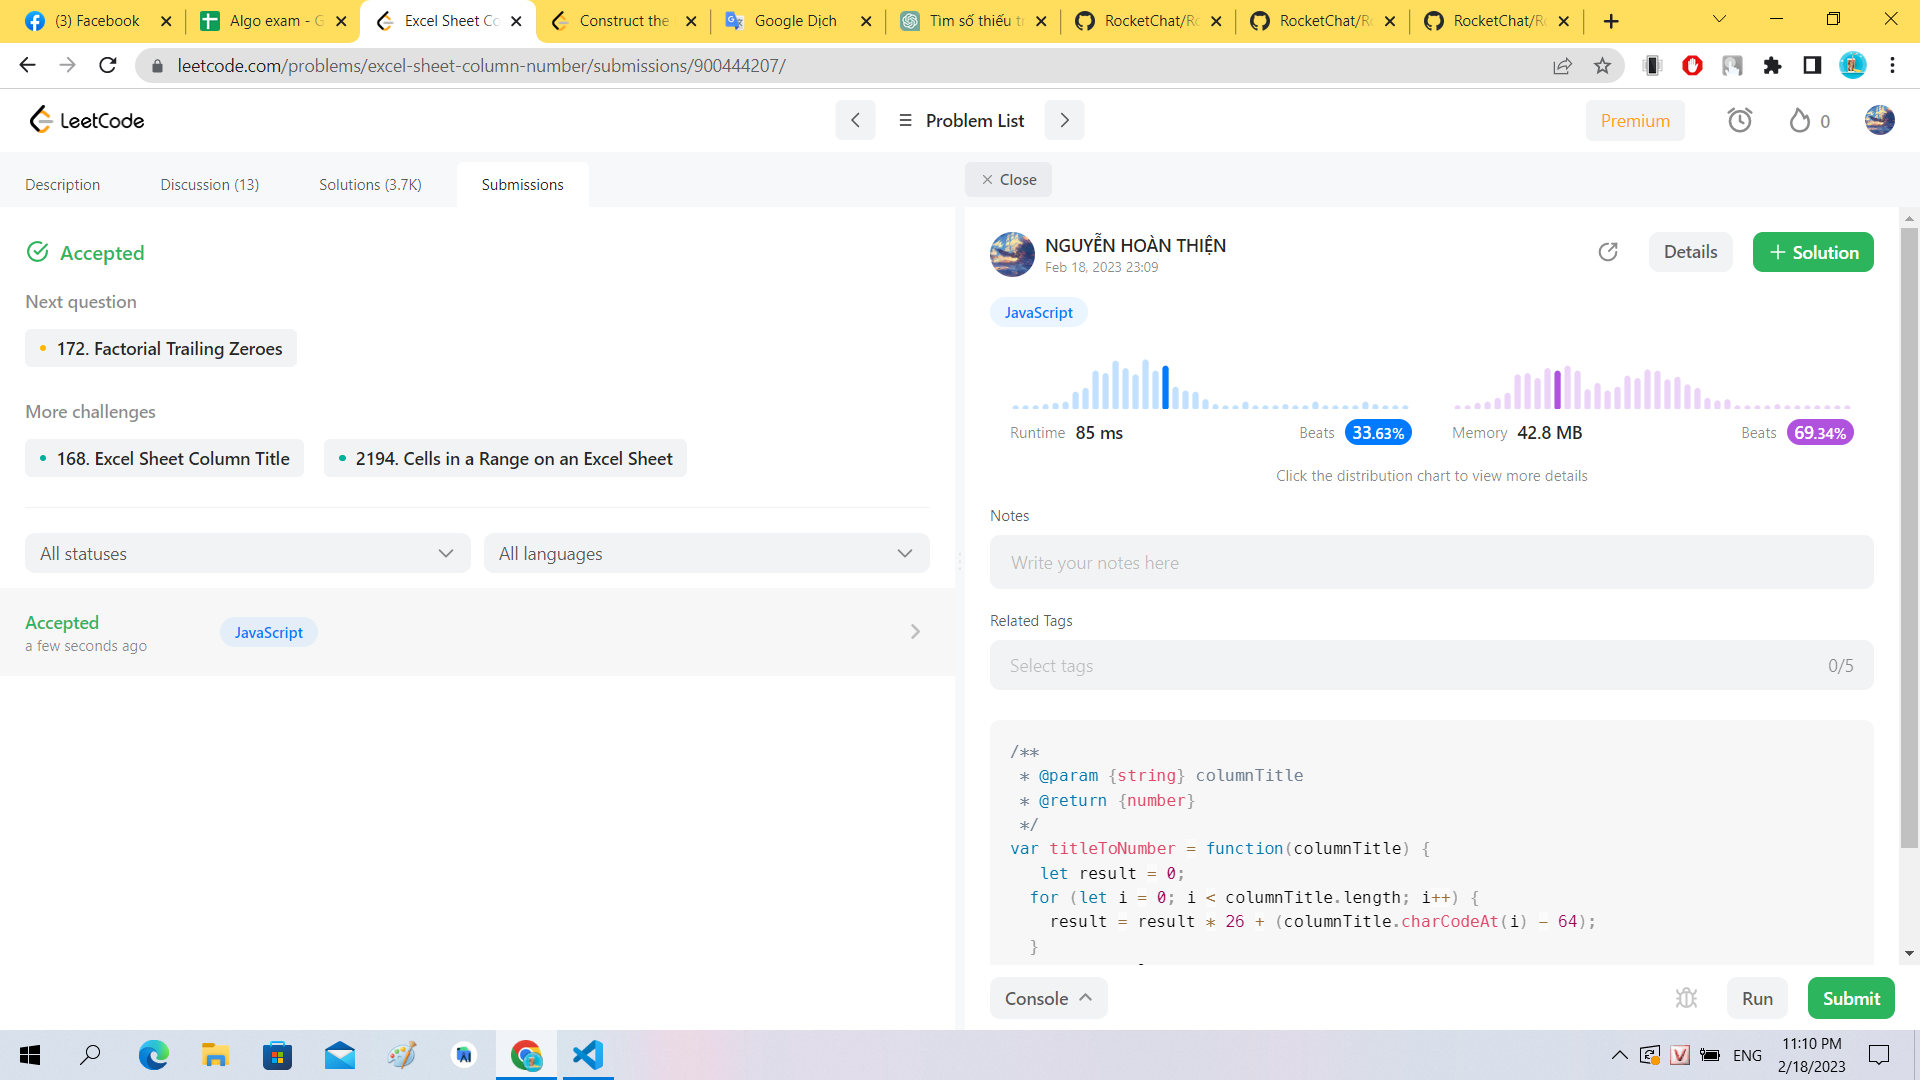 (3) Facebook
Algo exam - G
Excel Sheet Co
Construct the
Google Dịch
Tìm số thiếu tr
RocketChat/Ro
RocketChat/Ro
RocketChat/Ro
leetcode.com/problems/excel-sheet-column-number/submissions/900444207/
LeetCode
Problem List
Premium
0
Description
Discussion (13)
Solutions (3.7K)
Submissions
Close
Accepted
Next question
172. Factorial Trailing Zeroes
More challenges
168. Excel Sheet Column Title
2194. Cells in a Range on an Excel Sheet
All statuses
All languages
Accepted
a few seconds ago
JavaScript
NGUYỄN HOÀN THIỆN
Feb 18, 2023 23:09
Details
+ Solution
JavaScript
Runtime 85 ms
Beats 33.63%
Memory 42.8 MB
Beats 69.34%
Click the distribution chart to view more details
Notes
Write your notes here
Related Tags
Select tags
0/5
/**
 * @param {string} columnTitle
 * @return {number}
 */
var titleToNumber = function(columnTitle) {
   let result = 0;
  for (let i = 0; i < columnTitle.length; i++) {
    result = result * 26 + (columnTitle.charCodeAt(i) - 64);
  }
Console
Run
Submit
ENG
11:10 PM
2/18/2023